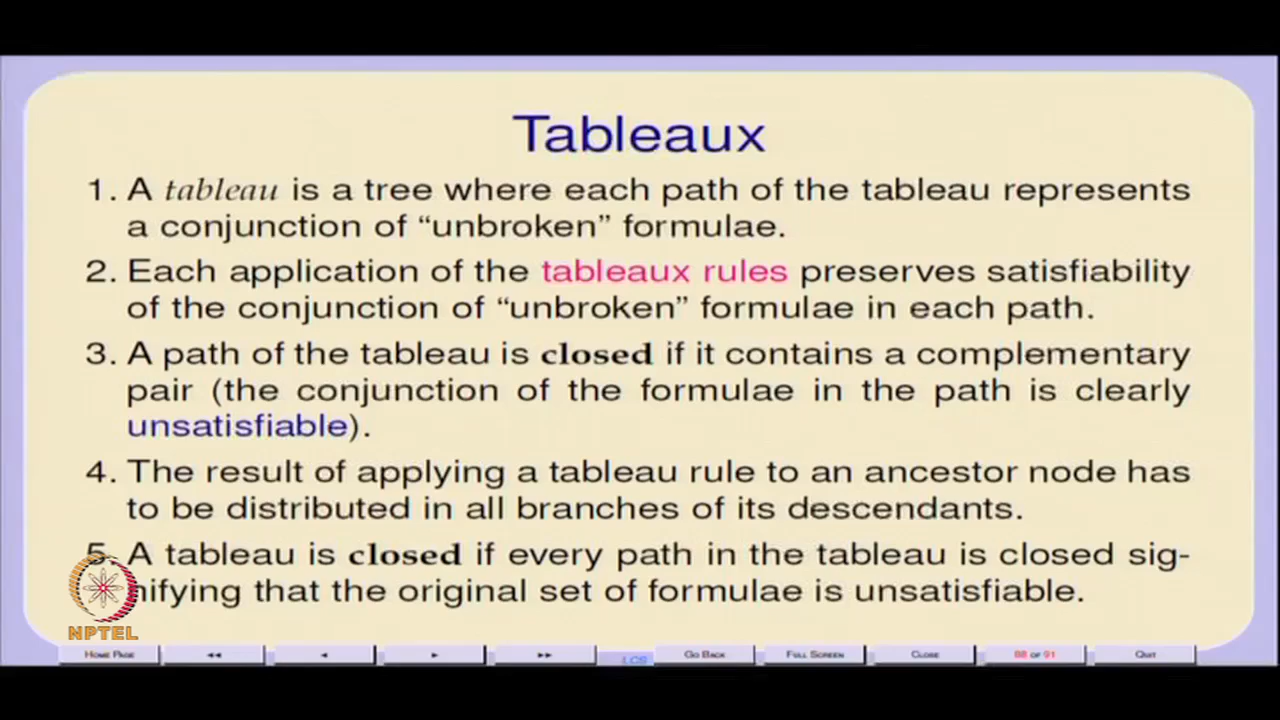 Tableaux
1. A tableau is a tree where each path of the tableau represents
a conjunction of “unbroken” formulae.
2. Each application of the tableaux rules preserves satisfiability
of the conjunction of “unbroken” formulae in each path.
3. A path of the tableau is closed if it contains a complementary
pair (the conjunction of the formulae in the path is clearly
unsatisfiable).
4. The result of applying a tableau rule to an ancestor node has
to be distributed in all branches of its descendants.
5. A tableau is closed if every path in the tableau is closed sig-
nifying that the original set of formulae is unsatisfiable.
NPTEL
HOME PAGE ◄◄ ◄ ► ►► LCS GO BACK FULL SCREEN CLOSE 88 OF 91 QUIT